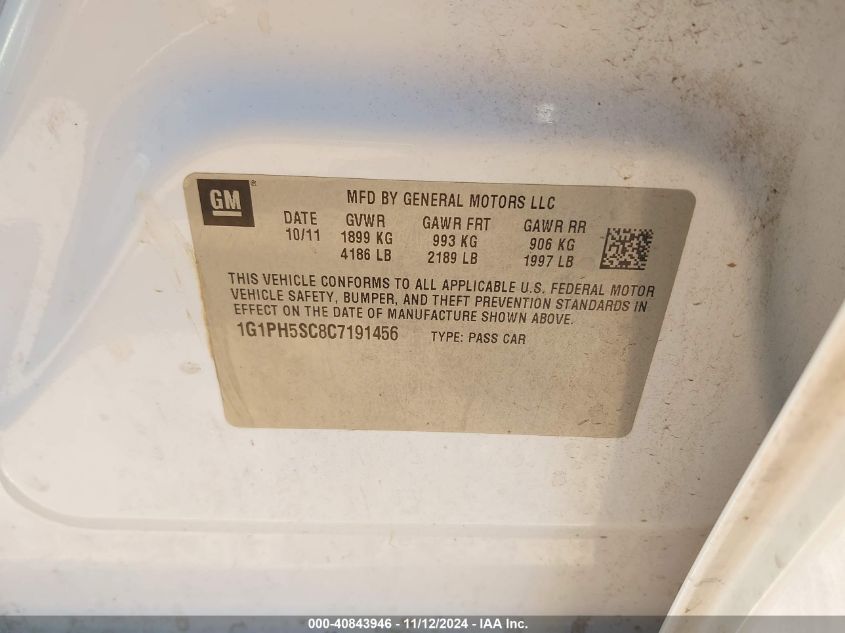 GM ®
MFD BY GENERAL MOTORS LLC
DATE GVWR GAWR FRT GAWR RR
10/11 1899 KG 993 KG 906 KG
4186 LB 2189 LB 1997 LB
THIS VEHICLE CONFORMS TO ALL APPLICABLE U.S. FEDERAL MOTOR
VEHICLE SAFETY, BUMPER, AND THEFT PREVENTION STANDARDS IN
EFFECT ON THE DATE OF MANUFACTURE SHOWN ABOVE.
1G1PH5SC8C7191456 TYPE: PASS CAR
000-40843946 - 11/12/2024 - IAA Inc.